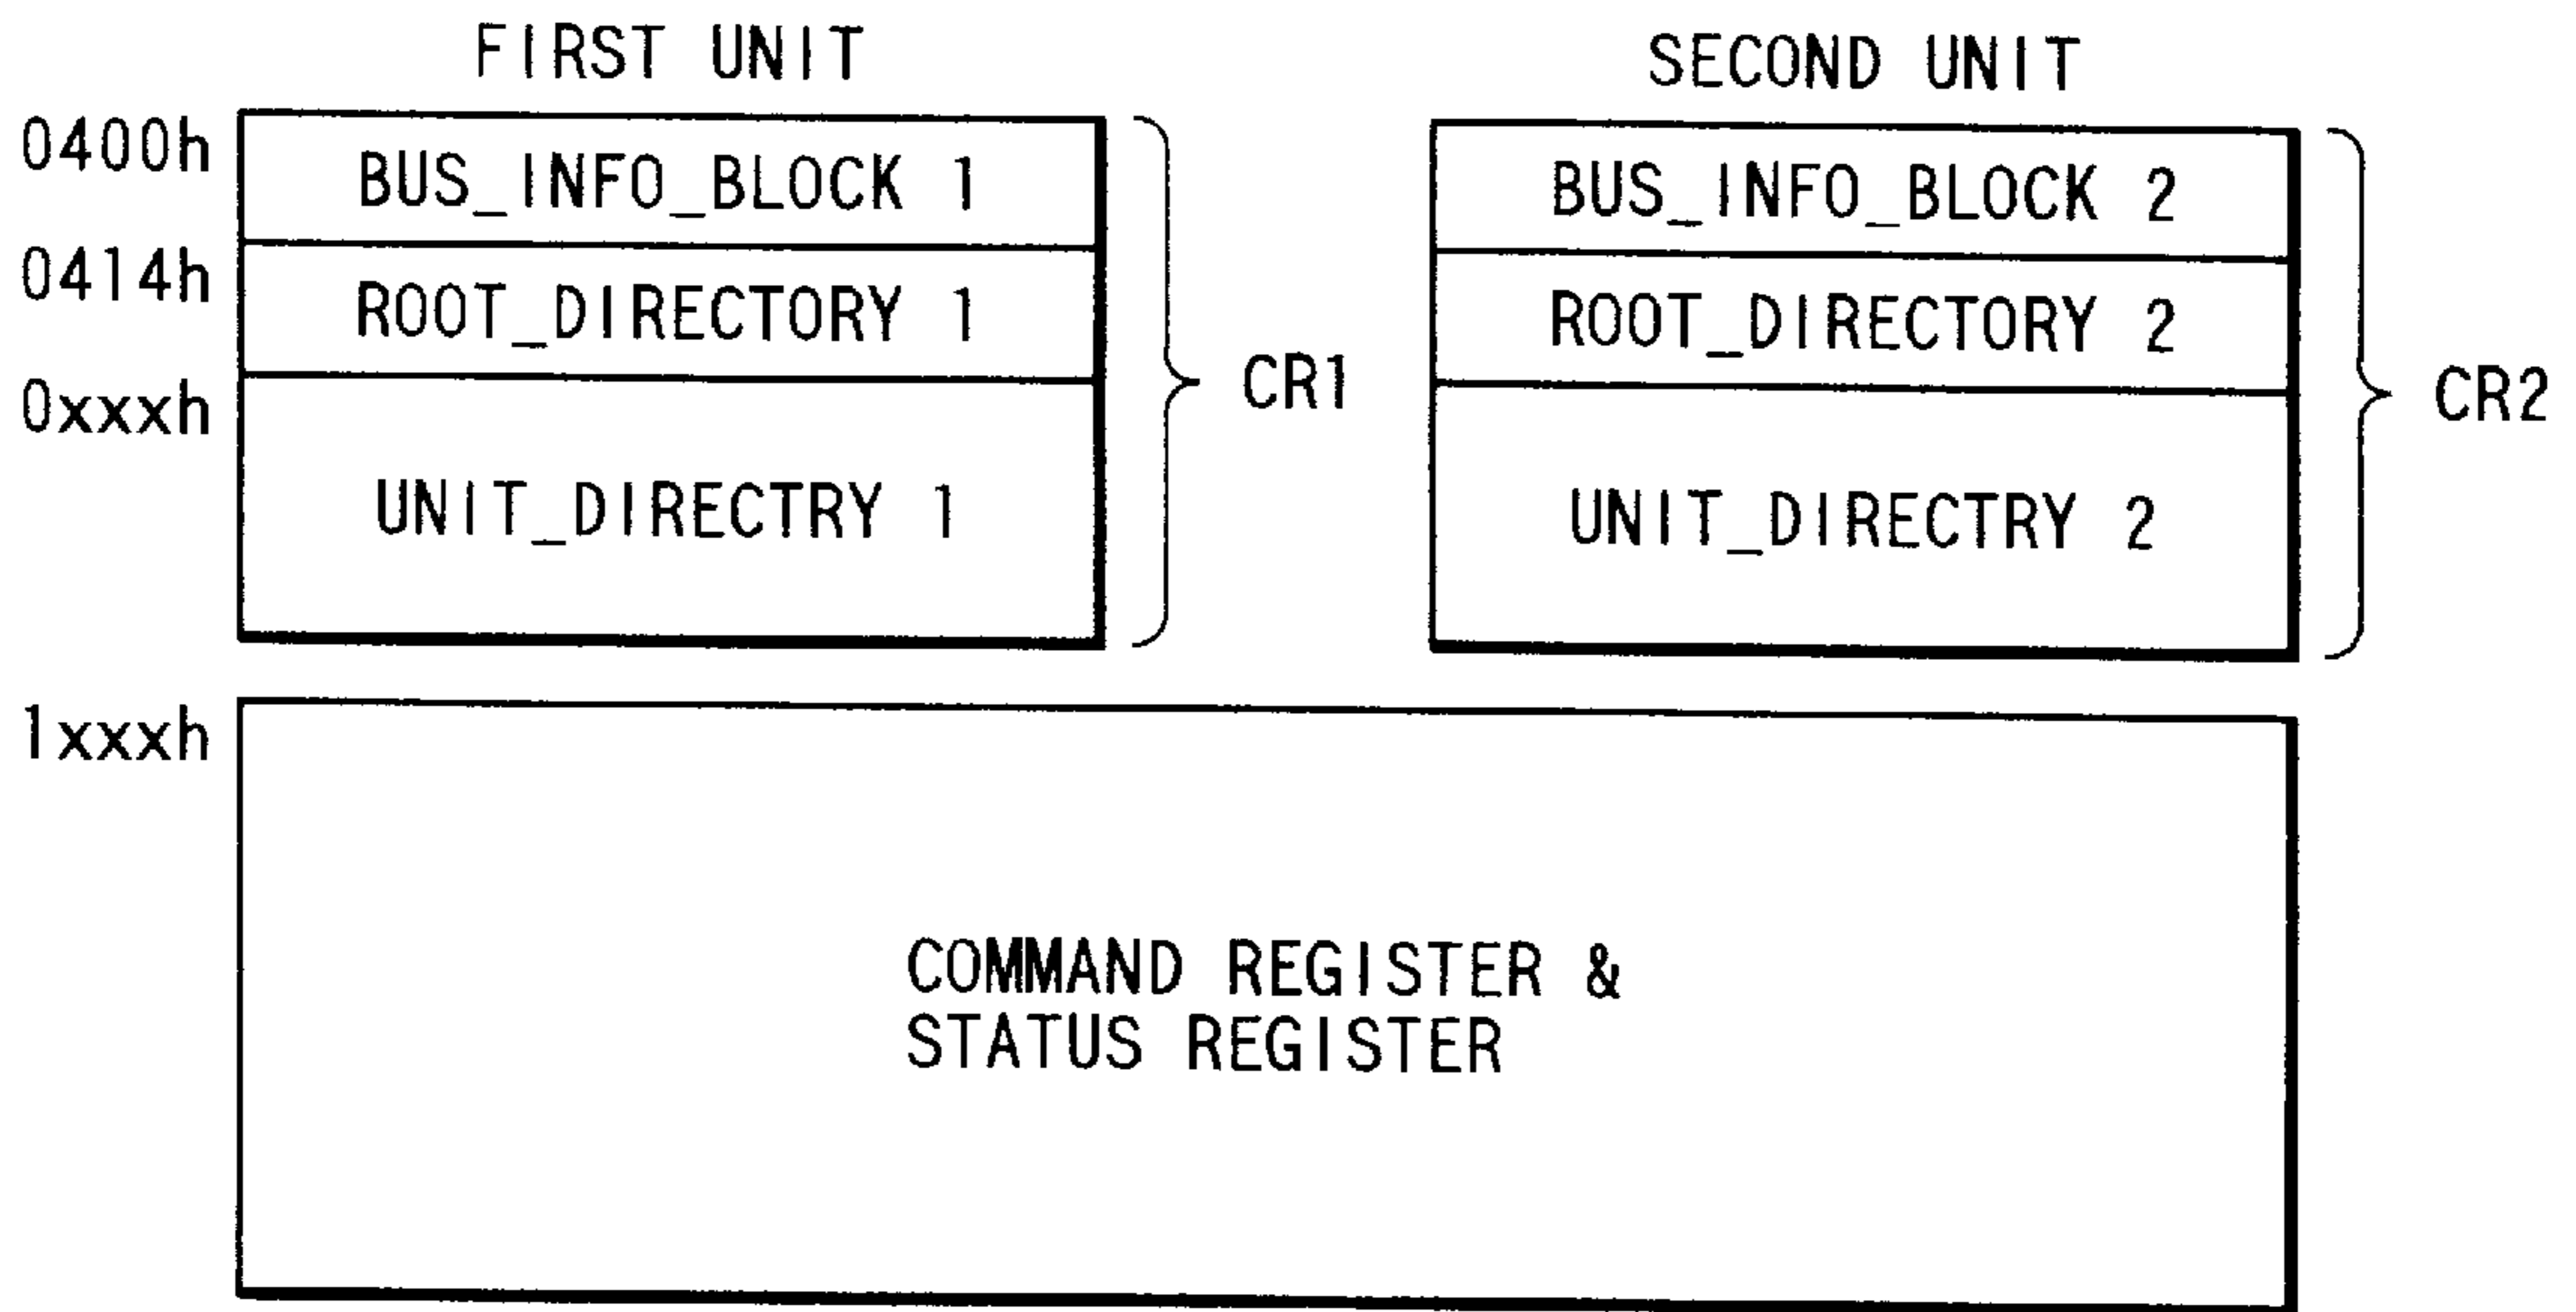 FIRST UNIT
SECOND UNIT
0400h
BUS_INFO_BLOCK 1
BUS_INFO_BLOCK 2
0414h
ROOT_DIRECTORY 1
ROOT_DIRECTORY 2
CR1
CR2
0xxxh
UNIT_DIRECTRY 1
UNIT_DIRECTRY 2
1xxxh
COMMAND REGISTER &
STATUS REGISTER